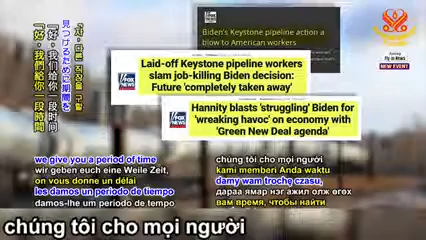 Biden's Keystone pipeline action a
blow to American workers
Laid-off Keystone pipeline workers
slam job-killing Biden decision:
Future 'completely taken away'
FOX
NEWS
Hannity blasts 'struggling' Biden for
'wreaking havoc' on economy with
'Green New Deal agenda'
FOX
NEWS
NEW EVENT
見つけるために期間を
「好，我们给你一段时间
「好，我們給你一段時間
we give you a period of time
wir geben euch eine Weile Zeit,
on vous donne un délai
les damos un periodo de tiempo
damos-lhe um periodo de tempo
chúng tôi cho mọi người
kami memberi Anda waktu
damy wam trochę czasu,
дараа ямар нэг ажил олж өгөх
вам время, чтобы найти
chúng tôi cho mọi người